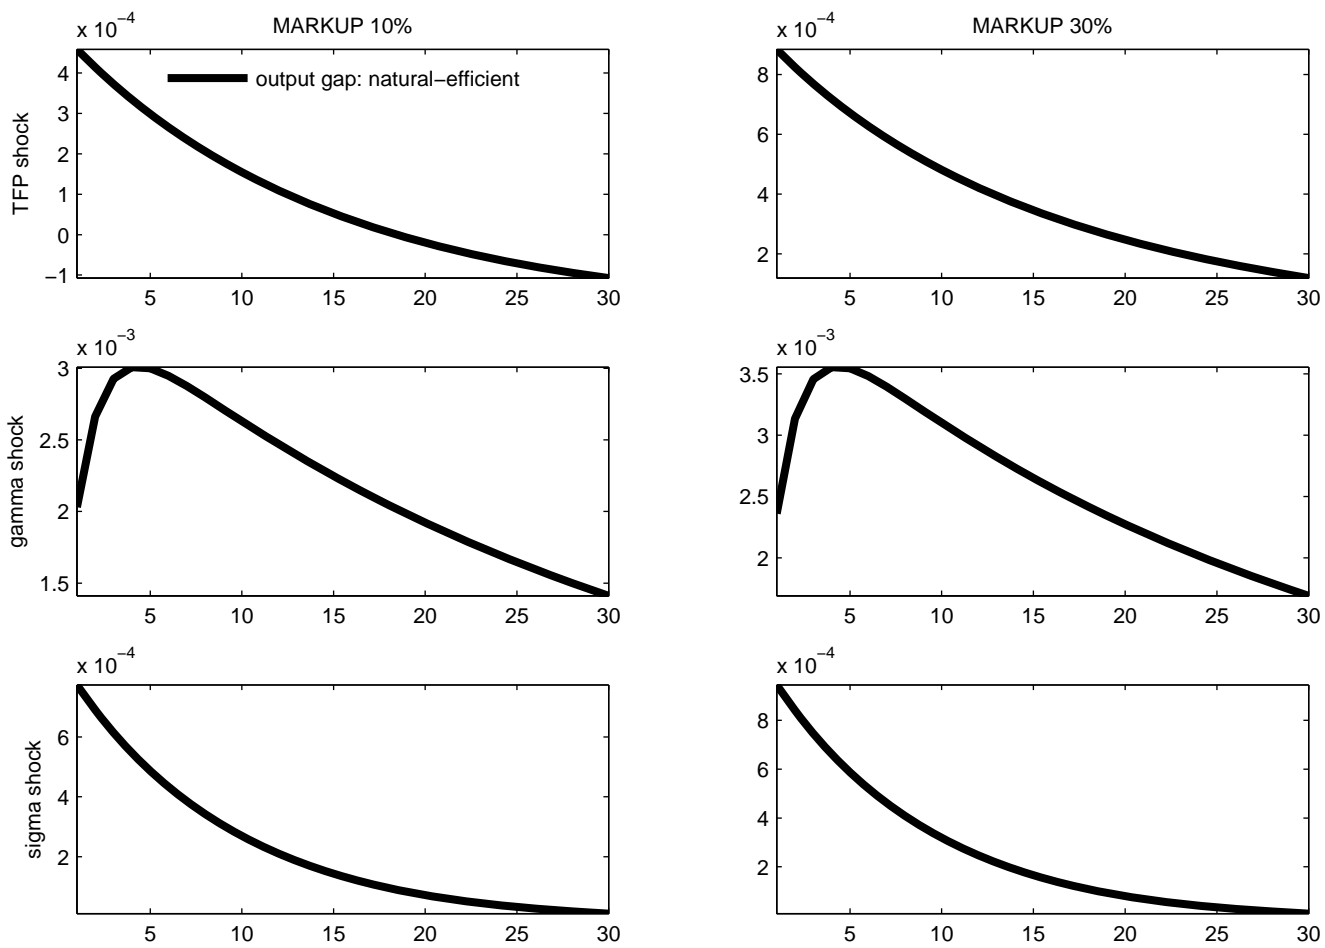 MARKUP 10%
x 10−4
TFP shock
4
3
2
1
0
−1
output gap: natural−efficient
5 10 15 20 25 30
MARKUP 30%
x 10−4
8
6
4
2
5 10 15 20 25 30
x 10−3
gamma shock
3
2.5
2
1.5
5 10 15 20 25 30
x 10−3
3.5
3
2.5
2
5 10 15 20 25 30
x 10−4
sigma shock
6
4
2
5 10 15 20 25 30
x 10−4
8
6
4
2
5 10 15 20 25 30